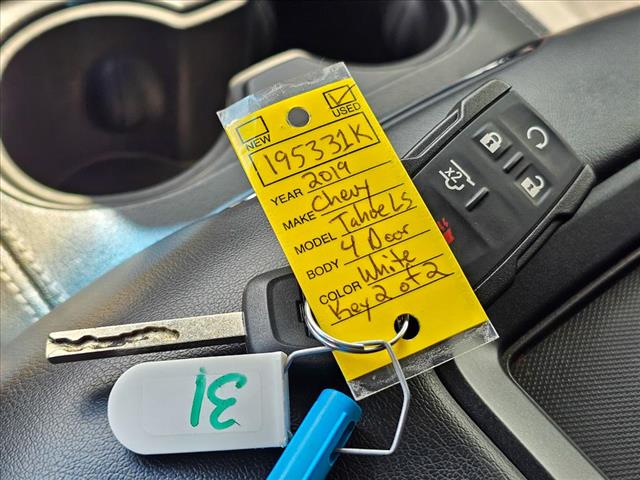 NEW
USED
195331K
YEAR 2019
MAKE Chevy
MODEL Tahoe LS
BODY 4 Door
COLOR White
Key 2 of 2
X2
31